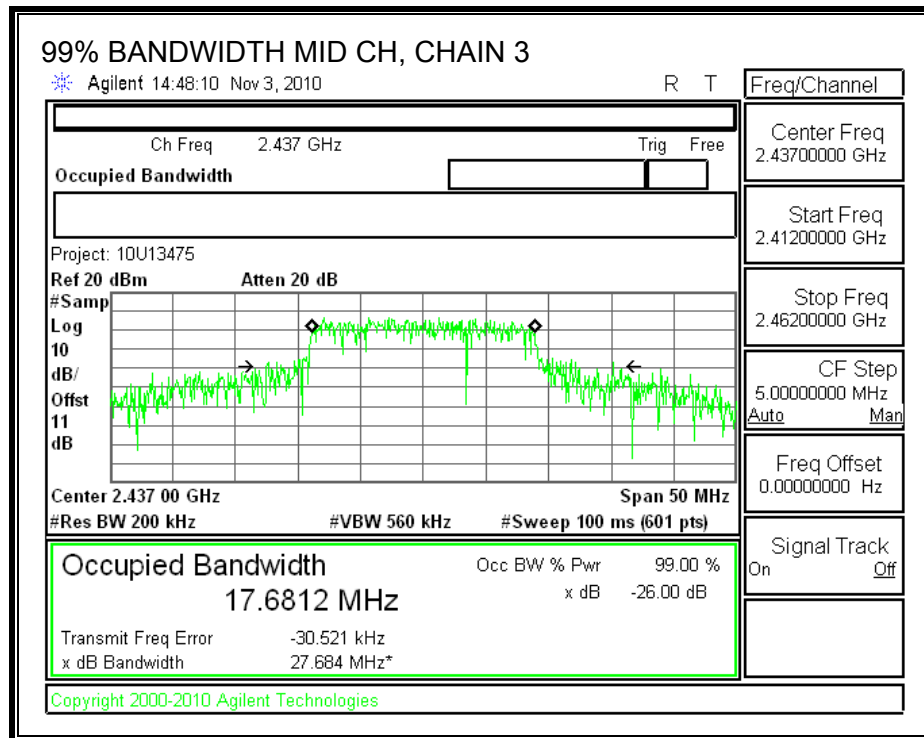 99% BANDWIDTH MID CH, CHAIN 3
Agilent 14:48:10 Nov 3, 2010 R T
Freq/Channel
Ch Freq 2.437 GHz Trig Free
Occupied Bandwidth
Center Freq
2.43700000 GHz
Start Freq
2.41200000 GHz
Stop Freq
2.46200000 GHz
CF Step
5.00000000 MHz
Auto Man
Freq Offset
0.00000000 Hz
Signal Track
On Off
Project: 10U13475
Ref 20 dBm Atten 20 dB
#Samp
Log
10
dB/
Offst
11
dB
Center 2.437 00 GHz Span 50 MHz
#Res BW 200 kHz #VBW 560 kHz #Sweep 100 ms (601 pts)
Occupied Bandwidth Occ BW % Pwr 99.00 %
17.6812 MHz x dB -26.00 dB
Transmit Freq Error -30.521 kHz
x dB Bandwidth 27.684 MHz*
Copyright 2000-2010 Agilent Technologies